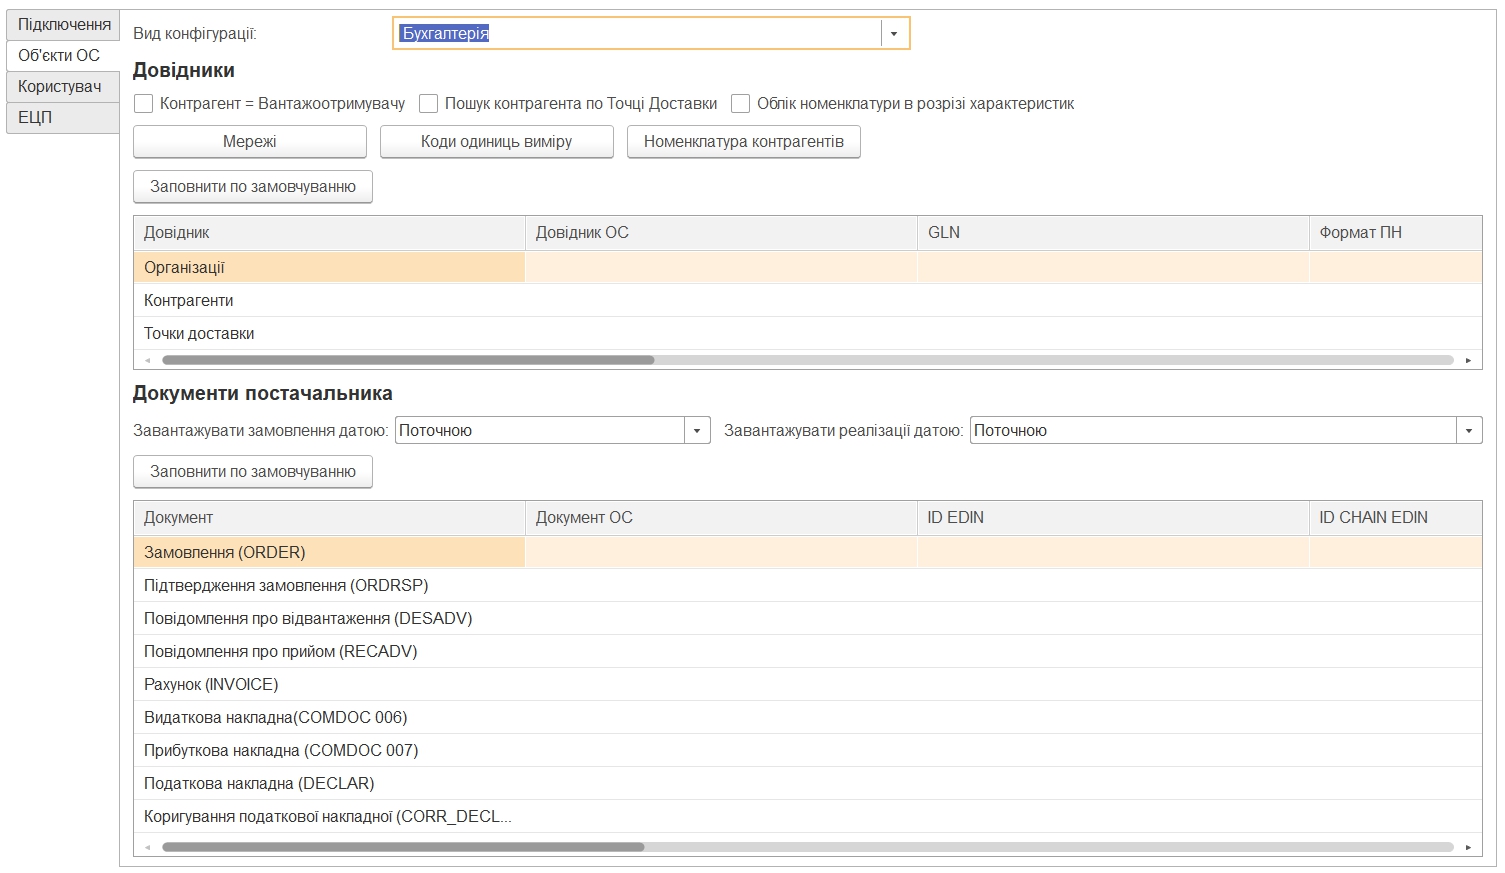 Підключення
Об'єкти ОС
Користувач
ЕЦП
Вид конфігурації: Бухгалтерія
Довідники
Контрагент = Вантажоотримувачу Пошук контрагента по Точці Доставки Облік номенклатури в розрізі характеристик
Мережі Коди одиниць виміру Номенклатура контрагентів
Заповнити по замовчуванню
Довідник Довідник ОС GLN Формат ПН
Організації
Контрагенти
Точки доставки
Документи постачальника
Завантажувати замовлення датою: Поточною Завантажувати реалізації датою: Поточною
Заповнити по замовчуванню
Документ Документ ОС ID EDIN ID CHAIN EDIN
Замовлення (ORDER)
Підтвердження замовлення (ORDRSP)
Повідомлення про відвантаження (DESADV)
Повідомлення про прийом (RECADV)
Рахунок (INVOICE)
Видаткова накладна(COMDOC 006)
Прибуткова накладна (COMDOC 007)
Податкова накладна (DECLAR)
Коригування податкової накладної (CORR_DECL...